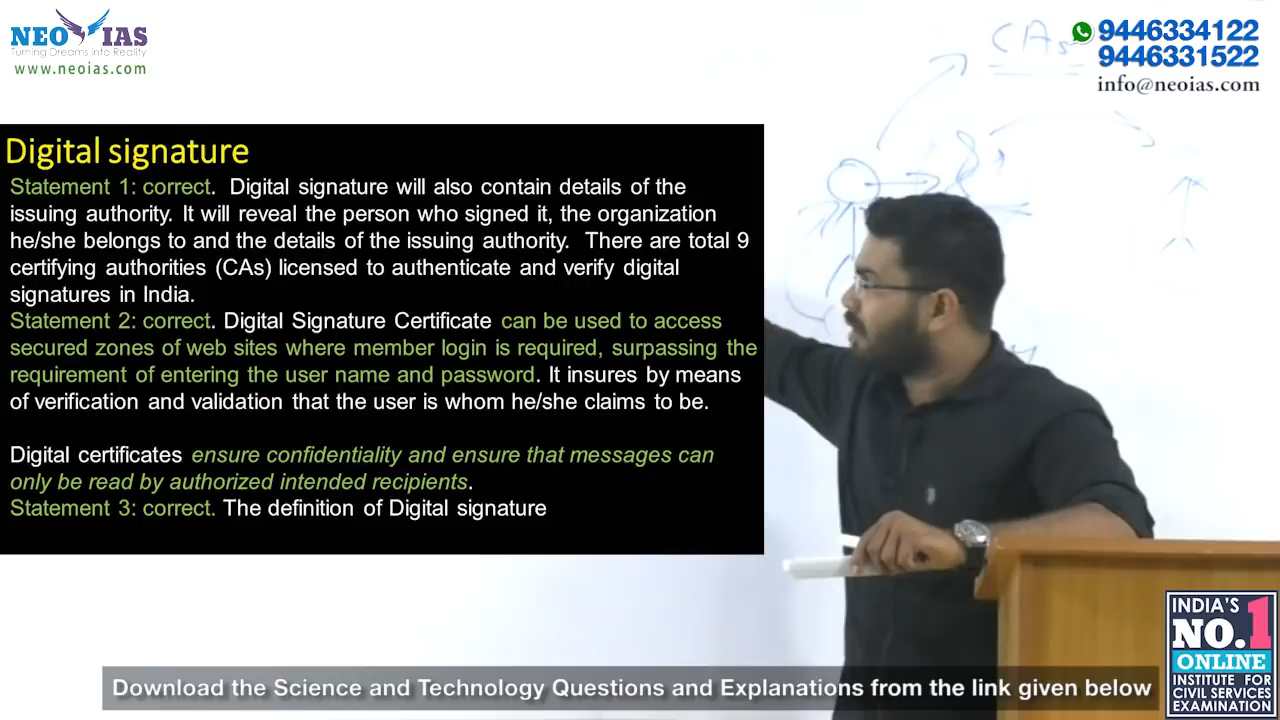 NEO IAS
Turning Dreams into Reality
www.neoias.com
CAs
9446334122
9446331522
info@neoias.com
Digital signature
Statement 1: correct. Digital signature will also contain details of the
issuing authority. It will reveal the person who signed it, the organization
he/she belongs to and the details of the issuing authority. There are total 9
certifying authorities (CAs) licensed to authenticate and verify digital
signatures in India.
Statement 2: correct. Digital Signature Certificate can be used to access
secured zones of web sites where member login is required, surpassing the
requirement of entering the user name and password. It insures by means
of verification and validation that the user is whom he/she claims to be.
Digital certificates ensure confidentiality and ensure that messages can
only be read by authorized intended recipients.
Statement 3: correct. The definition of Digital signature
INDIA'S
NO.1
ONLINE
INSTITUTE FOR
CIVIL SERVICES
EXAMINATION
Download the Science and Technology Questions and Explanations from the link given below